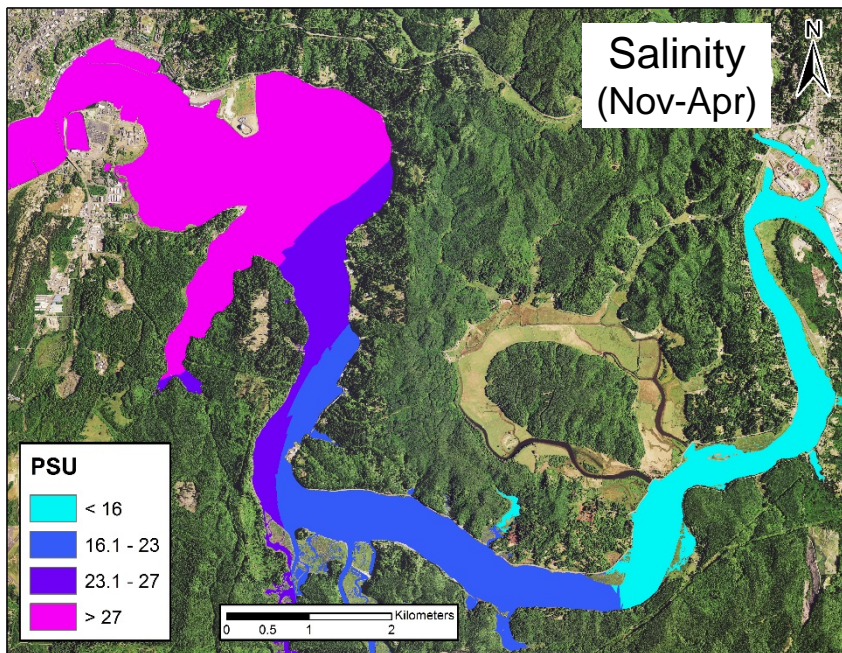 Salinity
(Nov-Apr)
N
PSU
< 16
16.1 - 23
23.1 - 27
> 27
Kilometers
0 0.5 1 2